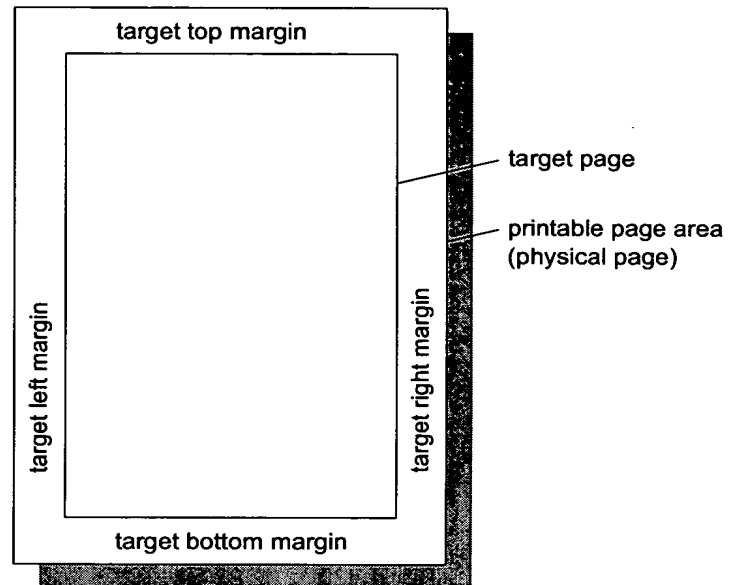 target top margin
target page
printable page area
(physical page)
target left margin
target right margin
target bottom margin